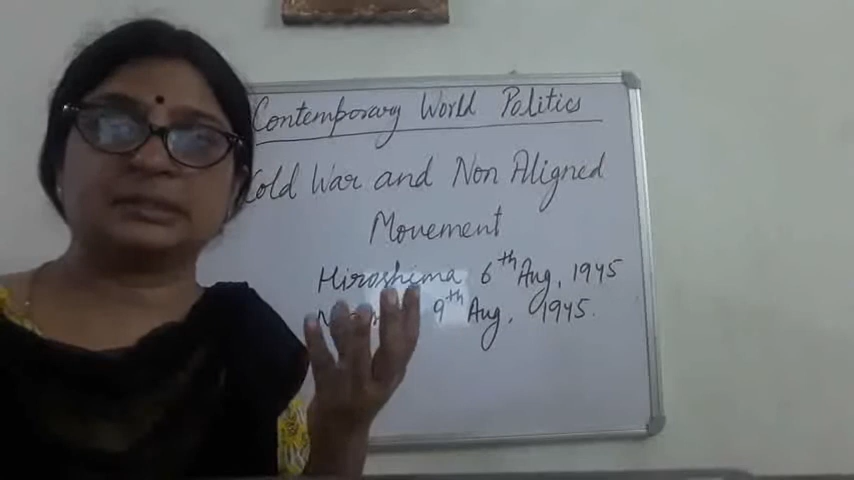 Contemporary World Politics
Cold War and Non Aligned
Movement
Hiroshima 6th Aug, 1945
9th Aug, 1945.